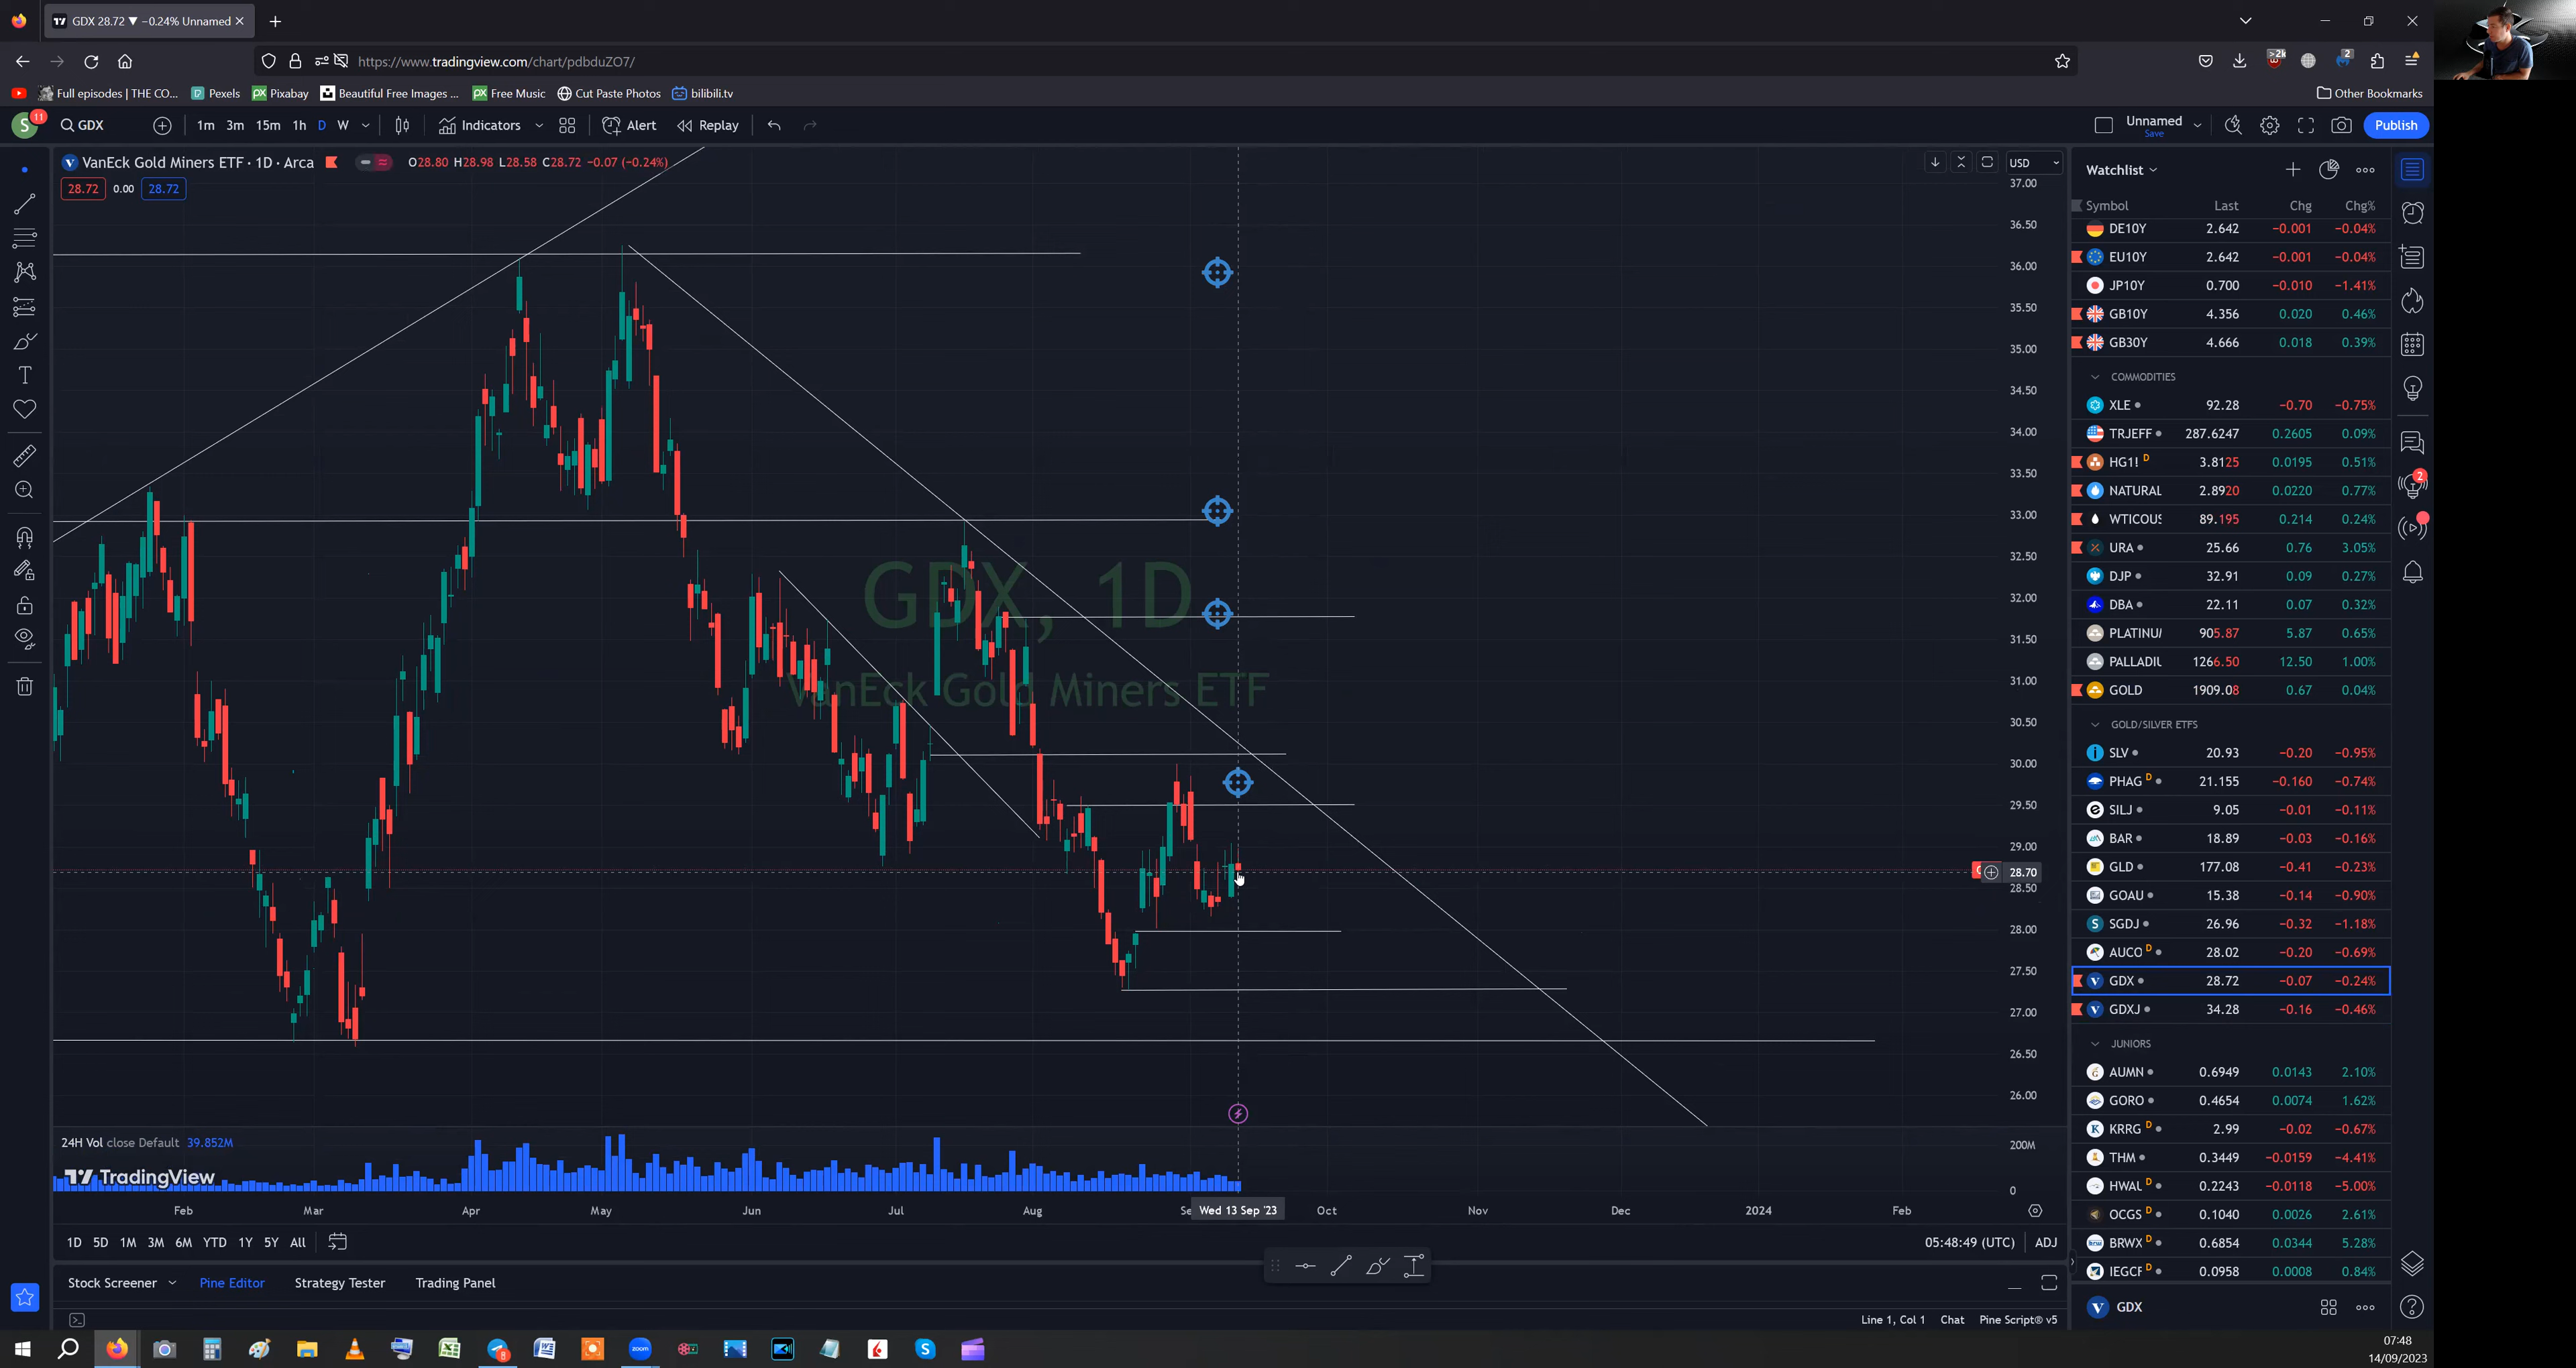 GDX 28.72 ▼ −0.24% Unnamed
https://www.tradingview.com/chart/pdbduZO7/
Full episodes | THE CO... Pexels Pixabay Beautiful Free Images ... Free Music Cut Paste Photos bilibili.tv Other Bookmarks
>2k 2
S 11 GDX 1m 3m 15m 1h D W Indicators Alert Replay Unnamed Save Publish
VanEck Gold Miners ETF · 1D · Arca O28.80 H28.98 L28.58 C28.72 −0.07 (−0.24%) USD
28.72 0.00 28.72
GDX, 1D
VanEck Gold Miners ETF
37.00
36.50
36.00
35.50
35.00
34.50
34.00
33.50
33.00
32.50
32.00
31.50
31.00
30.50
30.00
29.50
29.00
28.70
28.50
28.00
27.50
27.00
26.50
26.00
24H Vol close Default 39.852M
200M
0
TradingView
Feb Mar Apr May Jun Jul Aug Se Wed 13 Sep '23 Oct Nov Dec 2024 Feb
1D 5D 1M 3M 6M YTD 1Y 5Y All 05:48:49 (UTC) ADJ
Stock Screener Pine Editor Strategy Tester Trading Panel
Line 1, Col 1 Chat Pine Script® v5
Watchlist
Symbol Last Chg Chg%
DE10Y 2.642 −0.001 −0.04%
EU10Y 2.642 −0.001 −0.04%
JP10Y 0.700 −0.010 −1.41%
GB10Y 4.356 0.020 0.46%
GB30Y 4.666 0.018 0.39%
COMMODITIES
XLE 92.28 −0.70 −0.75%
TRJEFF 287.6247 0.2605 0.09%
HG1! D 3.8125 0.0195 0.51%
NATURAL 2.8920 0.0220 0.77%
WTICOUS 89.195 0.214 0.24%
URA 25.66 0.76 3.05%
DJP 32.91 0.09 0.27%
DBA 22.11 0.07 0.32%
PLATINU 905.87 5.87 0.65%
PALLADIU 1266.50 12.50 1.00%
GOLD 1909.08 0.67 0.04%
GOLD/SILVER ETFS
SLV 20.93 −0.20 −0.95%
PHAG D 21.155 −0.160 −0.74%
SILJ 9.05 −0.01 −0.11%
BAR 18.89 −0.03 −0.16%
GLD 177.08 −0.41 −0.23%
GOAU 15.38 −0.14 −0.90%
SGDJ 26.96 −0.32 −1.18%
AUCO D 28.02 −0.20 −0.69%
GDX 28.72 −0.07 −0.24%
GDXJ 34.28 −0.16 −0.46%
JUNIORS
AUMN 0.6949 0.0143 2.10%
GORO 0.4654 0.0074 1.62%
KRRG D 2.99 −0.02 −0.67%
THM 0.3449 −0.0159 −4.41%
HWAL D 0.2243 −0.0118 −5.00%
OCGS D 0.1040 0.0026 2.61%
BRWX D 0.6854 0.0344 5.28%
IEGCF D 0.0958 0.0008 0.84%
GDX
2
8
zoom
07:48
14/09/2023